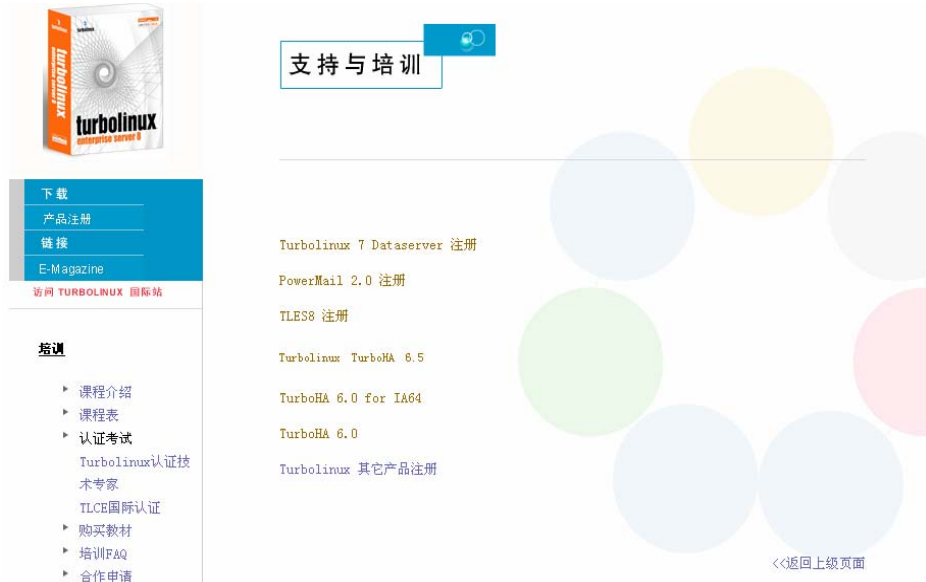 turbolinux
turbolinux
enterprise server 8
下载
产品注册
链接
E-Magazine
访问 TURBOLINUX 国际站
培训
课程介绍
课程表
认证考试
Turbolinux认证技
术专家
TLCE国际认证
购买教材
培训FAQ
合作申请
支持与培训
Turbolinux 7 Dataserver 注册
PowerMail 2.0 注册
TLES8 注册
Turbolinux TurboHA 6.5
TurboHA 6.0 for IA64
TurboHA 6.0
Turbolinux 其它产品注册
<<返回上级页面